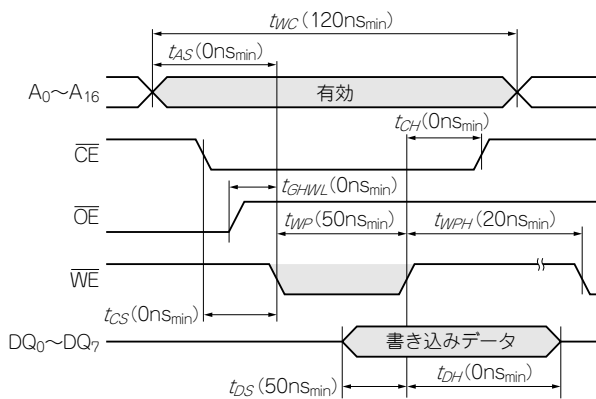 tWC(120nsmin)
tAS(0nsmin)
A0～A16
有効
tCH(0nsmin)
CE
tGHWL(0nsmin)
OE
tWP(50nsmin)
tWPH(20nsmin)
WE
tCS(0nsmin)
DQ0～DQ7
書き込みデータ
tDS(50nsmin)
tDH(0nsmin)